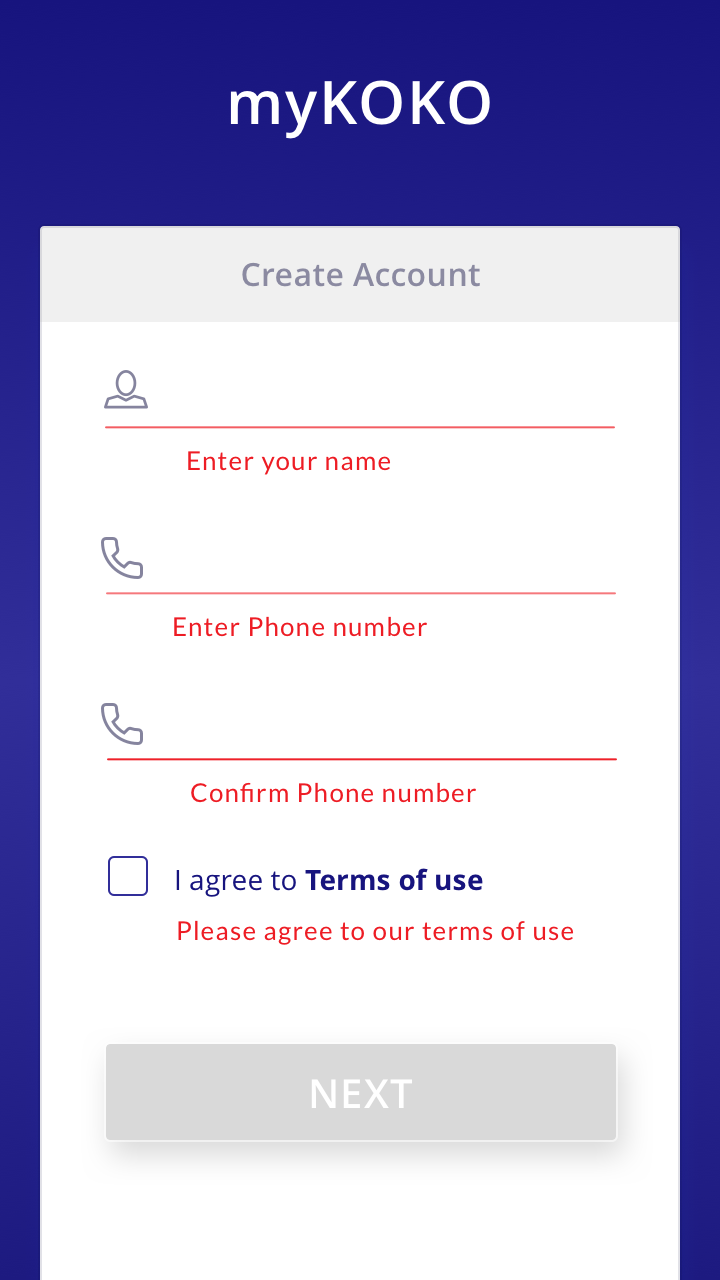 myKOKO
Create Account
Enter your name
Enter Phone number
Confirm Phone number
I agree to Terms of use
Please agree to our terms of use
NEXT